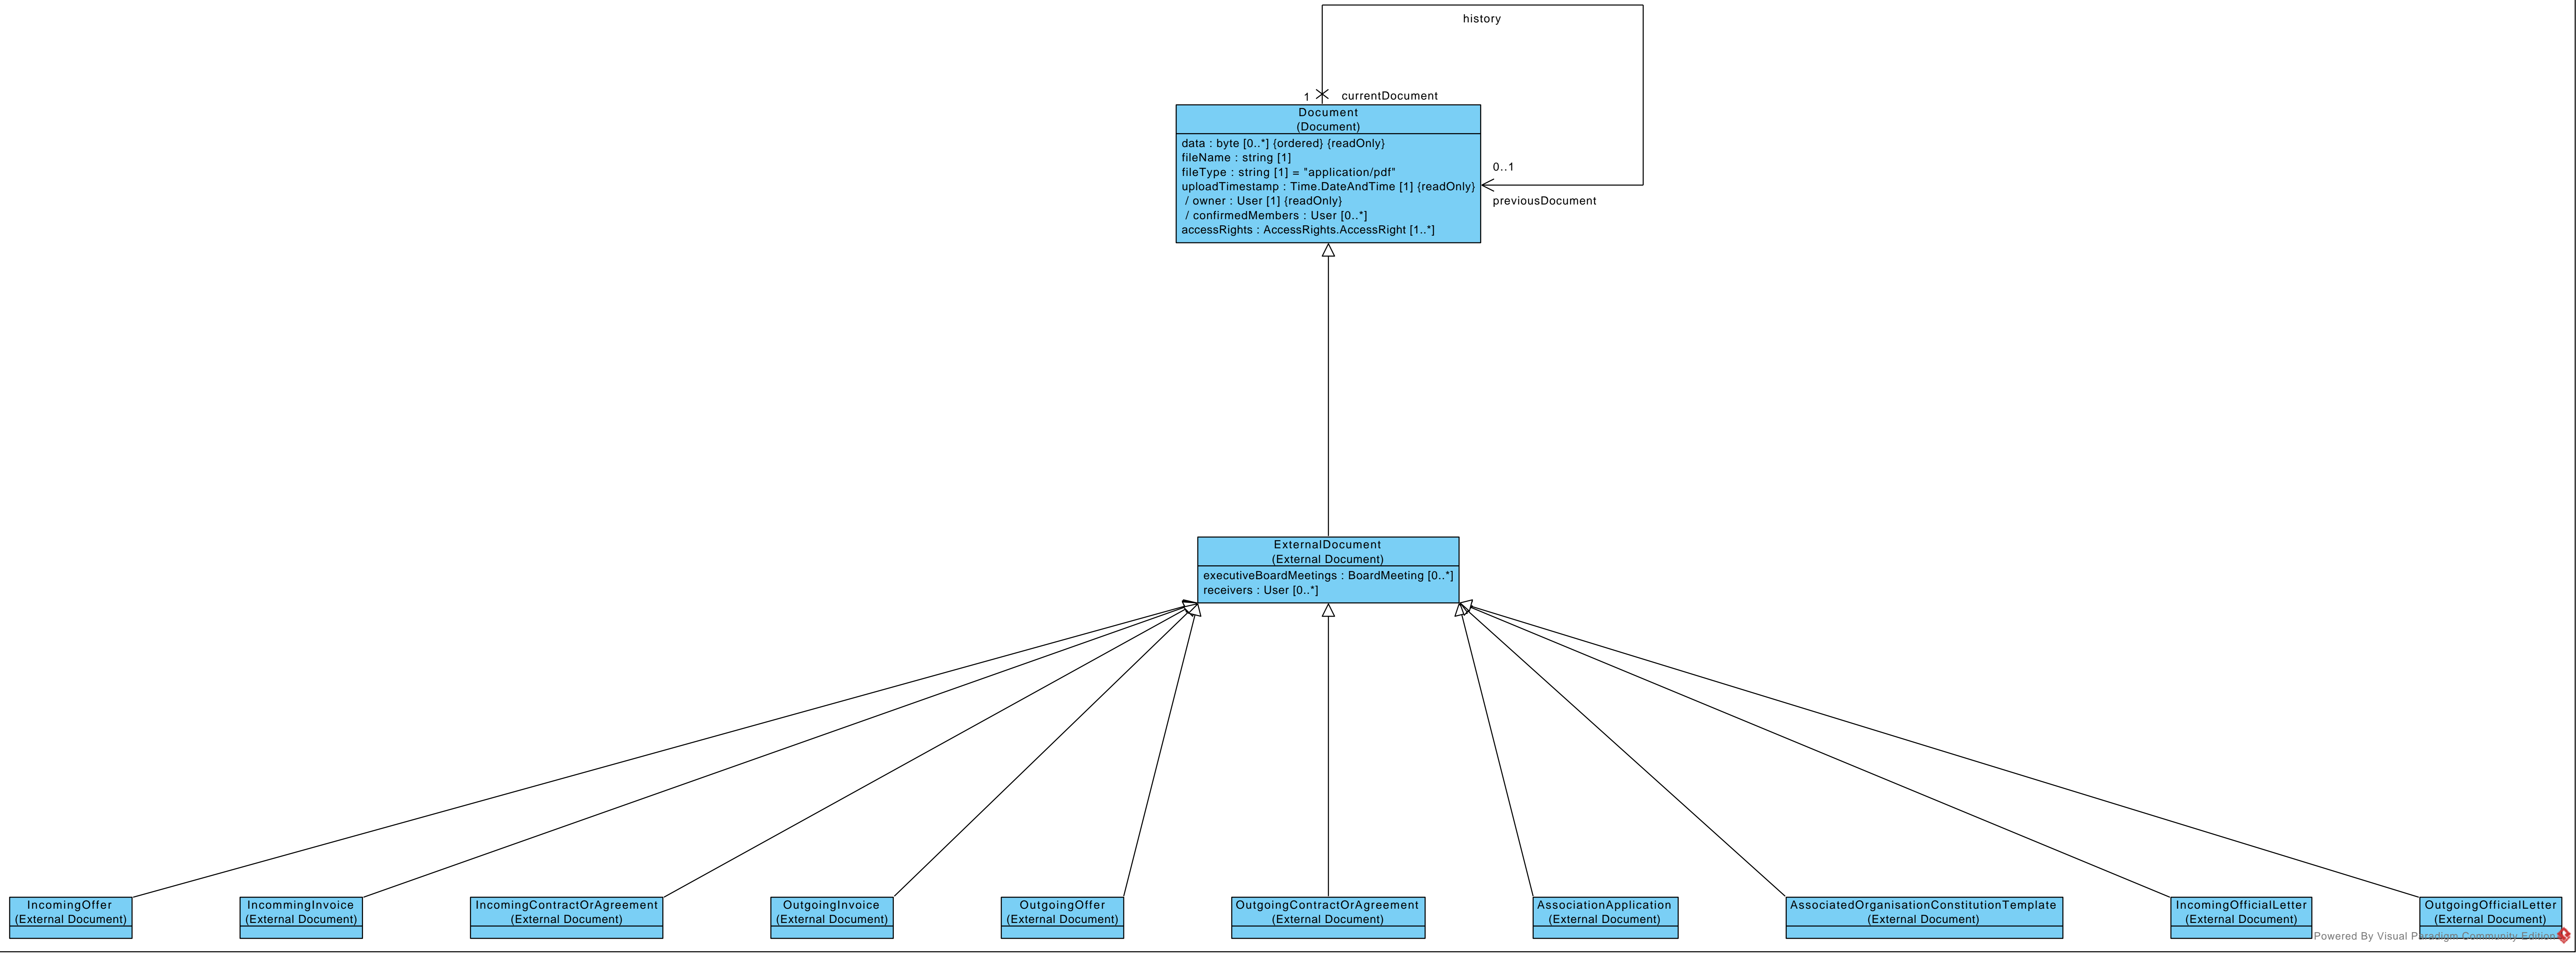 history
1
currentDocument
Document
(Document)
data : byte [0..*] {ordered} {readOnly}
fileName : string [1]
fileType : string [1] = "application/pdf"
uploadTimestamp : Time.DateAndTime [1] {readOnly}
/ owner : User [1] {readOnly}
/ confirmedMembers : User [0..*]
accessRights : AccessRights.AccessRight [1..*]
0..1
previousDocument
ExternalDocument
(External Document)
executiveBoardMeetings : BoardMeeting [0..*]
receivers : User [0..*]
IncomingOffer
(External Document)
IncommingInvoice
(External Document)
IncomingContractOrAgreement
(External Document)
OutgoingInvoice
(External Document)
OutgoingOffer
(External Document)
OutgoingContractOrAgreement
(External Document)
AssociationApplication
(External Document)
AssociatedOrganisationConstitutionTemplate
(External Document)
IncomingOfficialLetter
(External Document)
OutgoingOfficialLetter
(External Document)
Powered By Visual Paradigm Community Edition